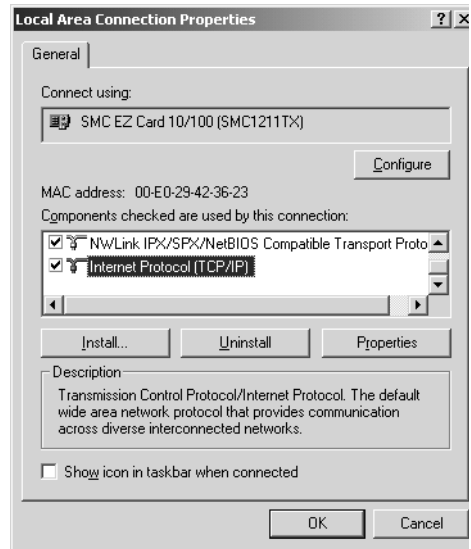 Local Area Connection Properties
General
Connect using:
SMC EZ Card 10/100 (SMC1211TX)
Configure
MAC address: 00-E0-29-42-36-23
Components checked are used by this connection:
NWLink IPX/SPX/NetBIOS Compatible Transport Proto
Internet Protocol (TCP/IP)
Install... Uninstall Properties
Description
Transmission Control Protocol/Internet Protocol. The default
wide area network protocol that provides communication
across diverse interconnected networks.
Show icon in taskbar when connected
OK Cancel